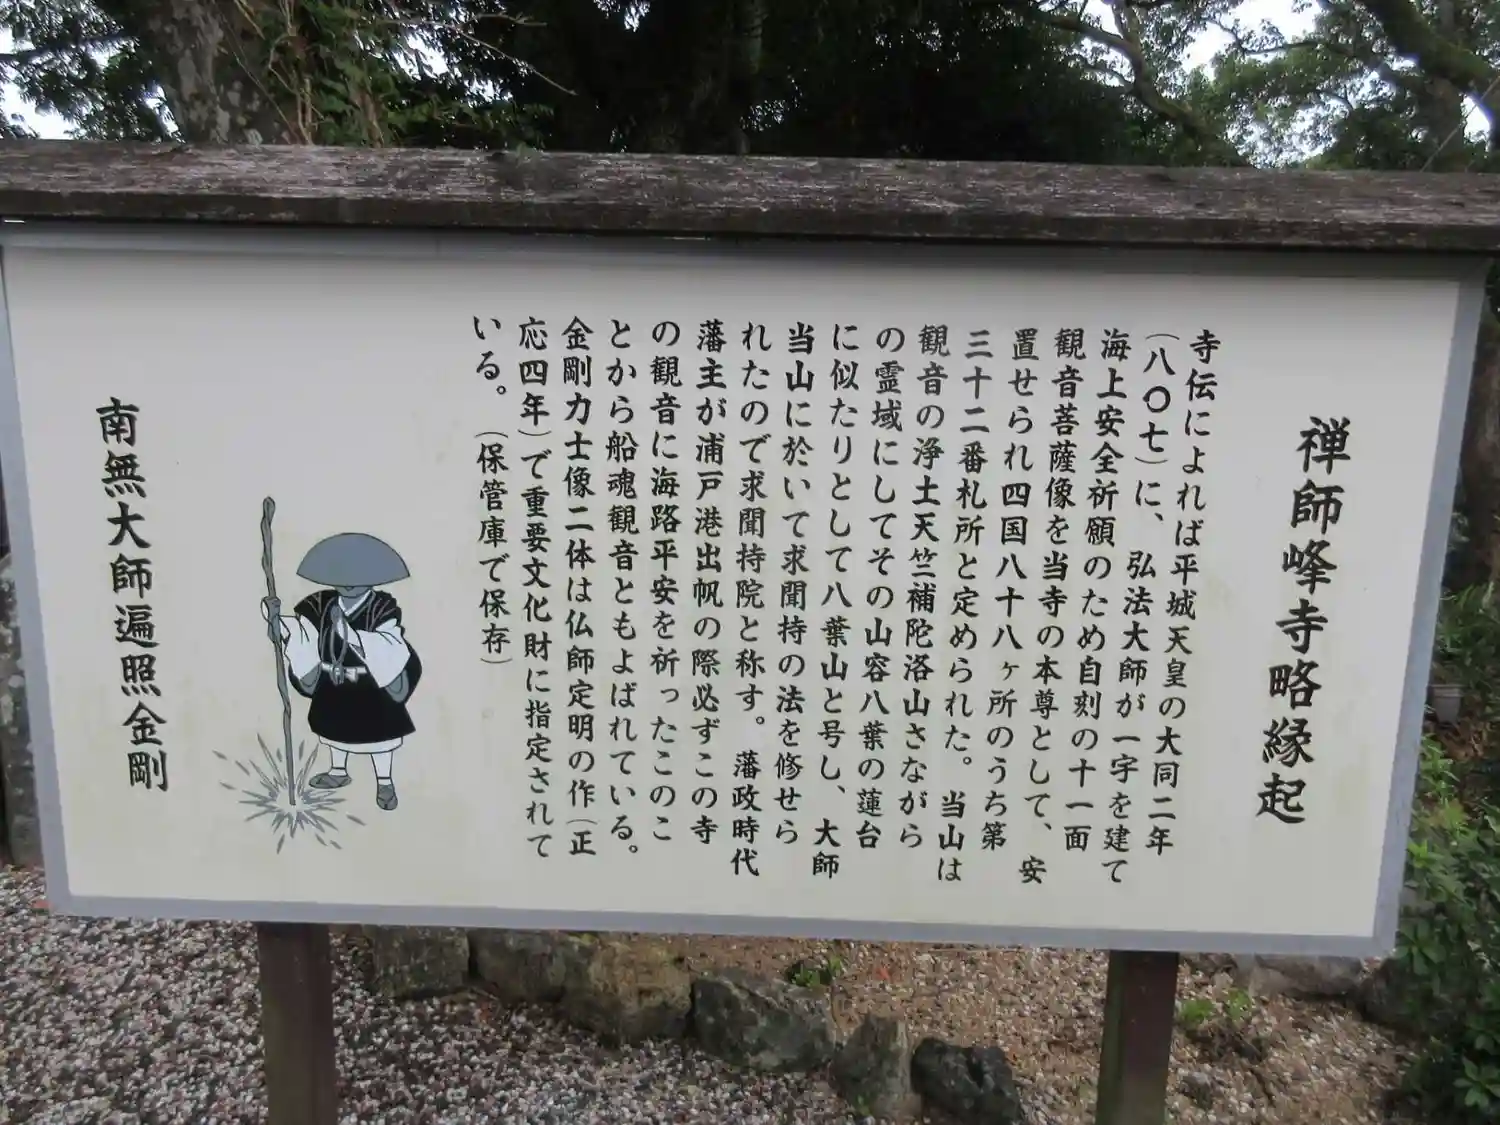 禅師峰寺略縁起
寺伝によれば平城天皇の大同二年
(八〇七)に、弘法大師が一宇を建て
海上安全祈願のため自刻の十一面
観音菩薩像を当寺の本尊として、安
置せられ四国八十八ヶ所のうち第
三十二番札所と定められた。当山は
観音の浄土天竺補陀洛山さながら
の霊域にしてその山容八葉の蓮台
に似たりとして八葉山と号し、大師
当山に於いて求聞持の法を修せら
れたので求聞持院と称す。藩政時代
藩主が浦戸港出帆の際必ずこの寺
の観音に海路平安を祈ったこのこ
とから船魂観音ともよばれている。
金剛力士像二体は仏師定明の作(正
応四年)で重要文化財に指定されて
いる。(保管庫で保存)
南無大師遍照金剛